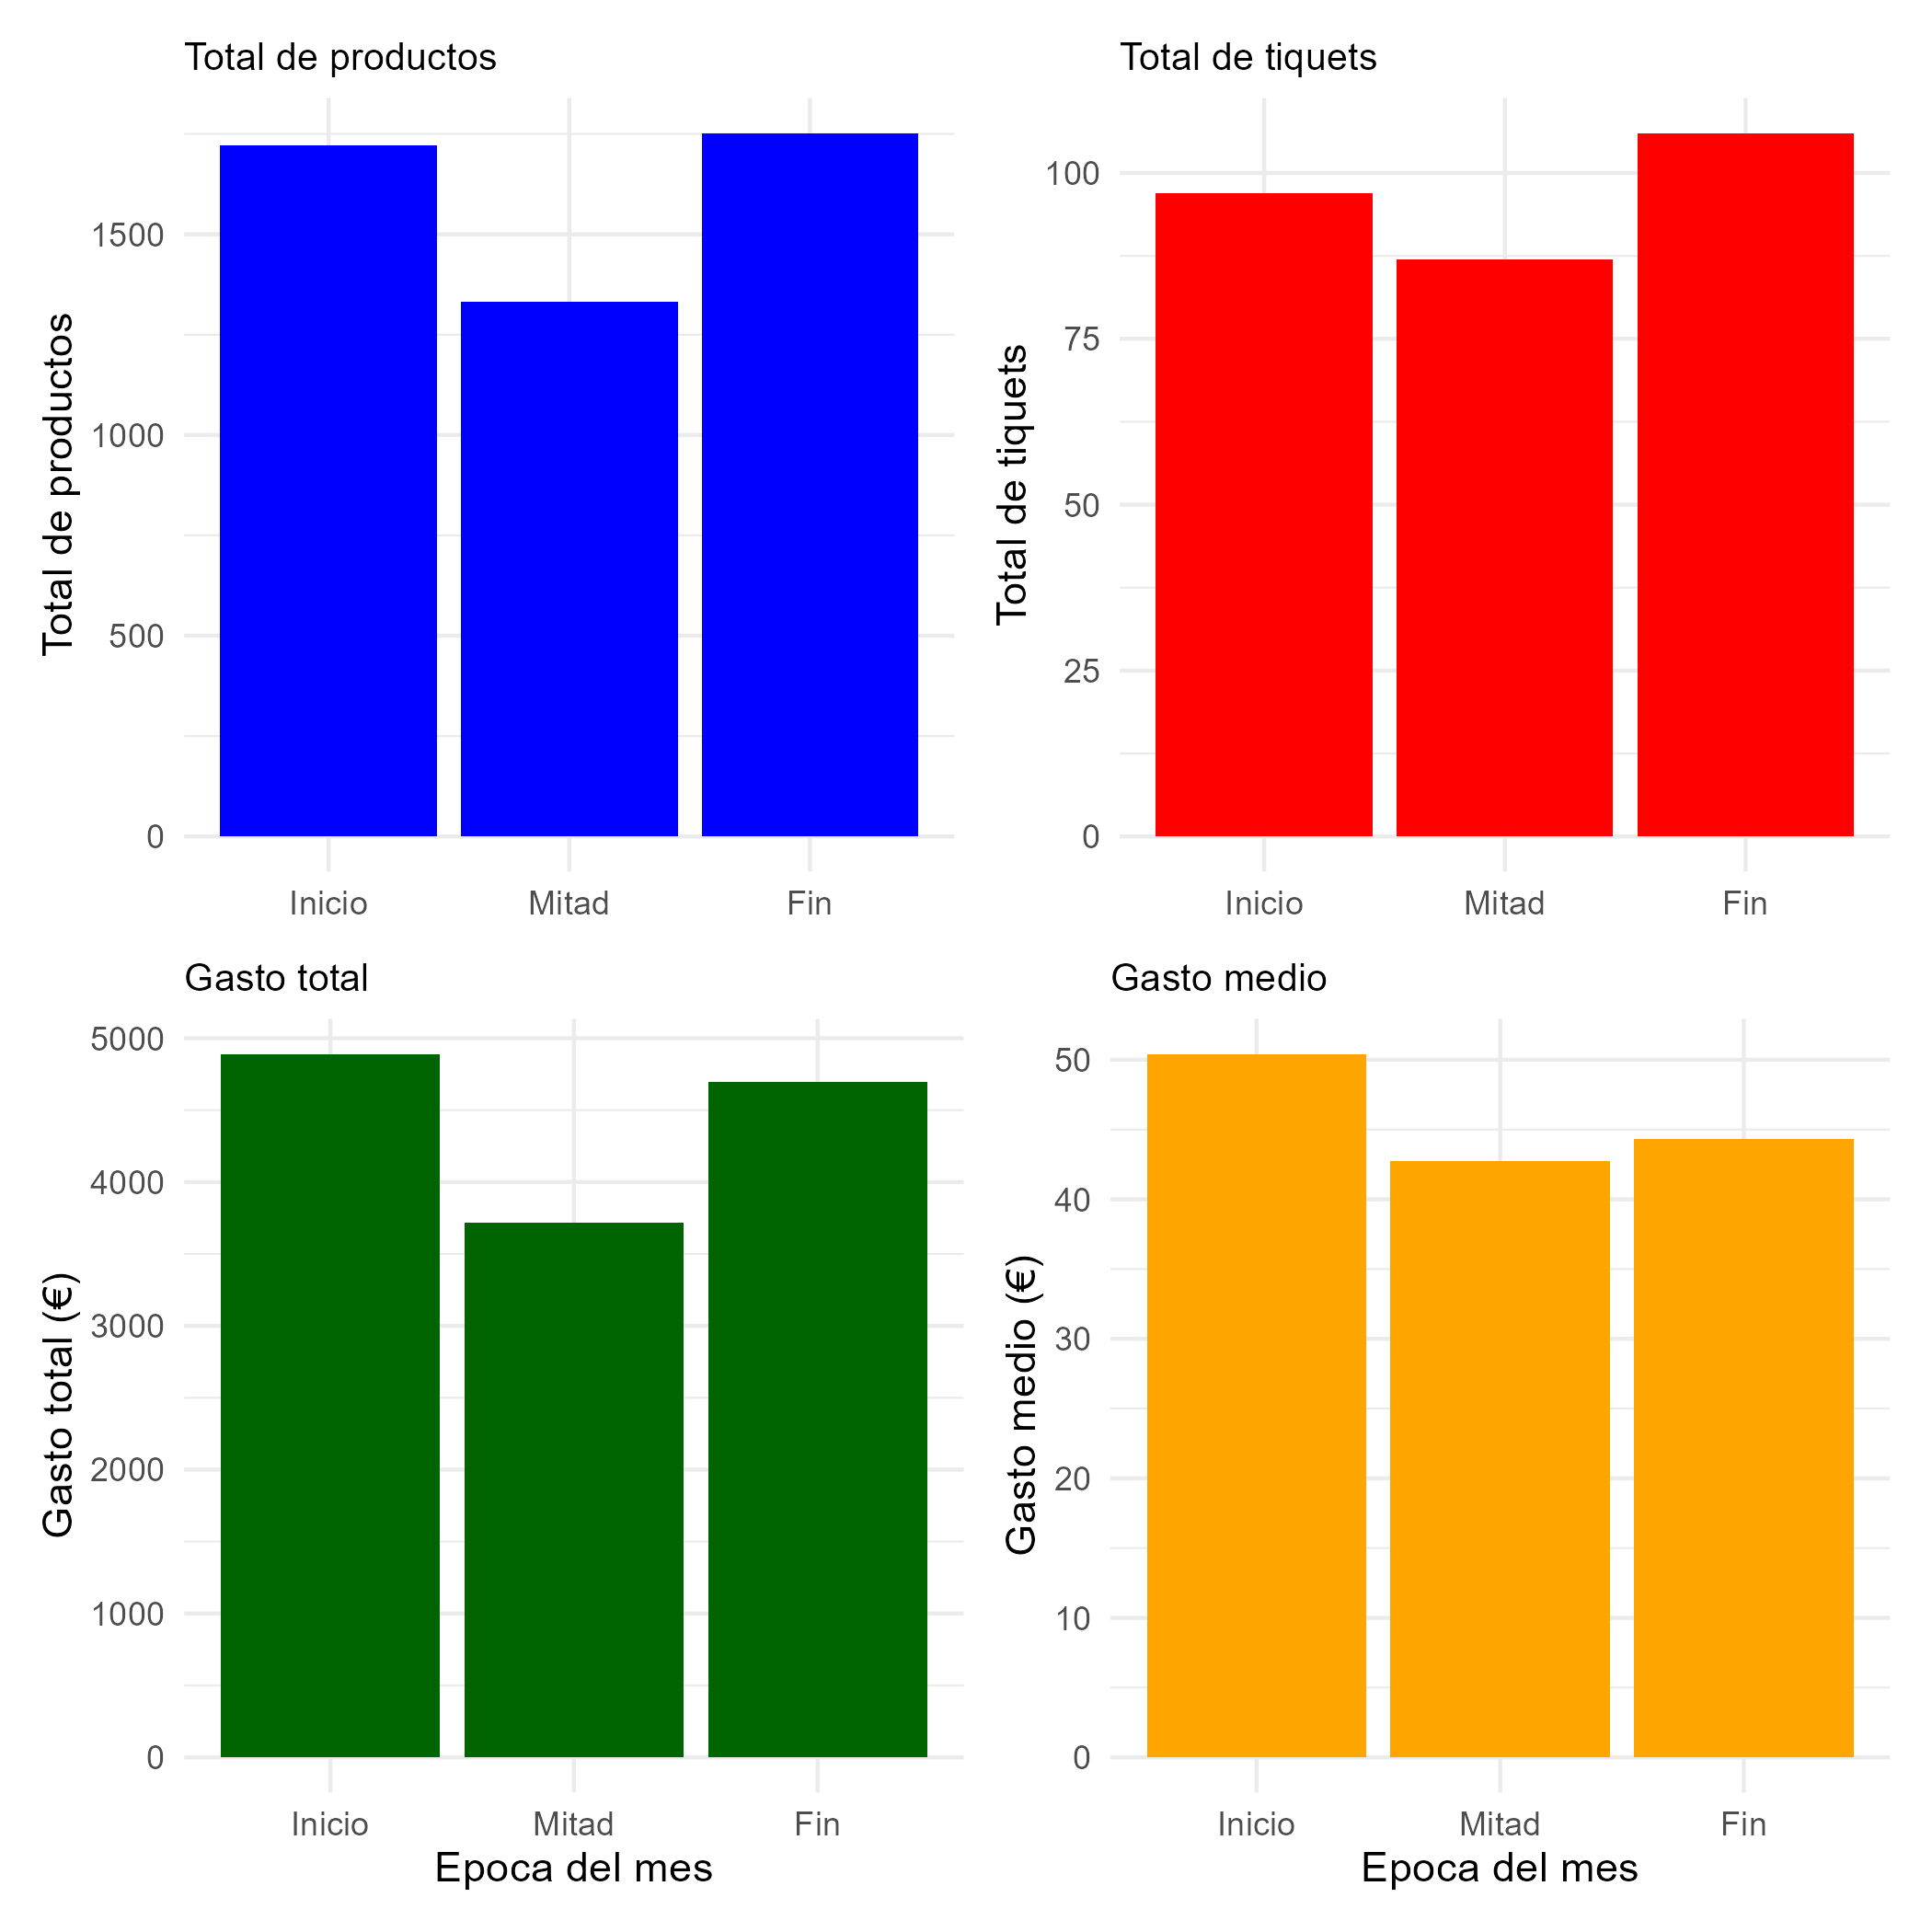 Total de productos
Total de productos
1500
1000
500
0
Inicio Mitad Fin
Total de tiquets
Total de tiquets
100
75
50
25
0
Inicio Mitad Fin
Gasto total
Gasto total (€)
5000
4000
3000
2000
1000
0
Inicio Mitad Fin
Epoca del mes
Gasto medio
Gasto medio (€)
50
40
30
20
10
0
Inicio Mitad Fin
Epoca del mes